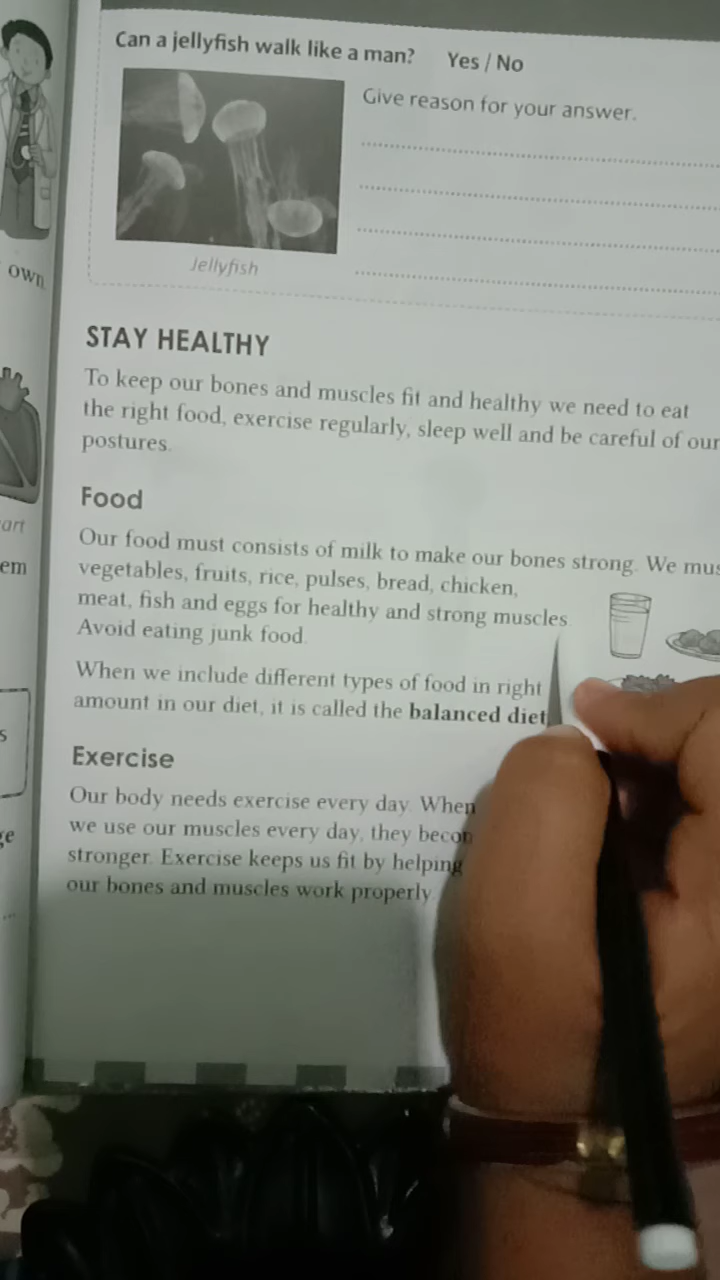 Can a jellyfish walk like a man? Yes / No
Give reason for your answer.
Jellyfish
own
art
em
s
STAY HEALTHY
To keep our bones and muscles fit and healthy we need to eat
the right food, exercise regularly, sleep well and be careful of our
postures.
Food
Our food must consists of milk to make our bones strong. We mus
vegetables, fruits, rice, pulses, bread, chicken,
meat, fish and eggs for healthy and strong muscles
Avoid eating junk food.
When we include different types of food in right
amount in our diet, it is called the balanced diet
Exercise
Our body needs exercise every day. When
we use our muscles every day, they becom
stronger. Exercise keeps us fit by helping
our bones and muscles work properly.